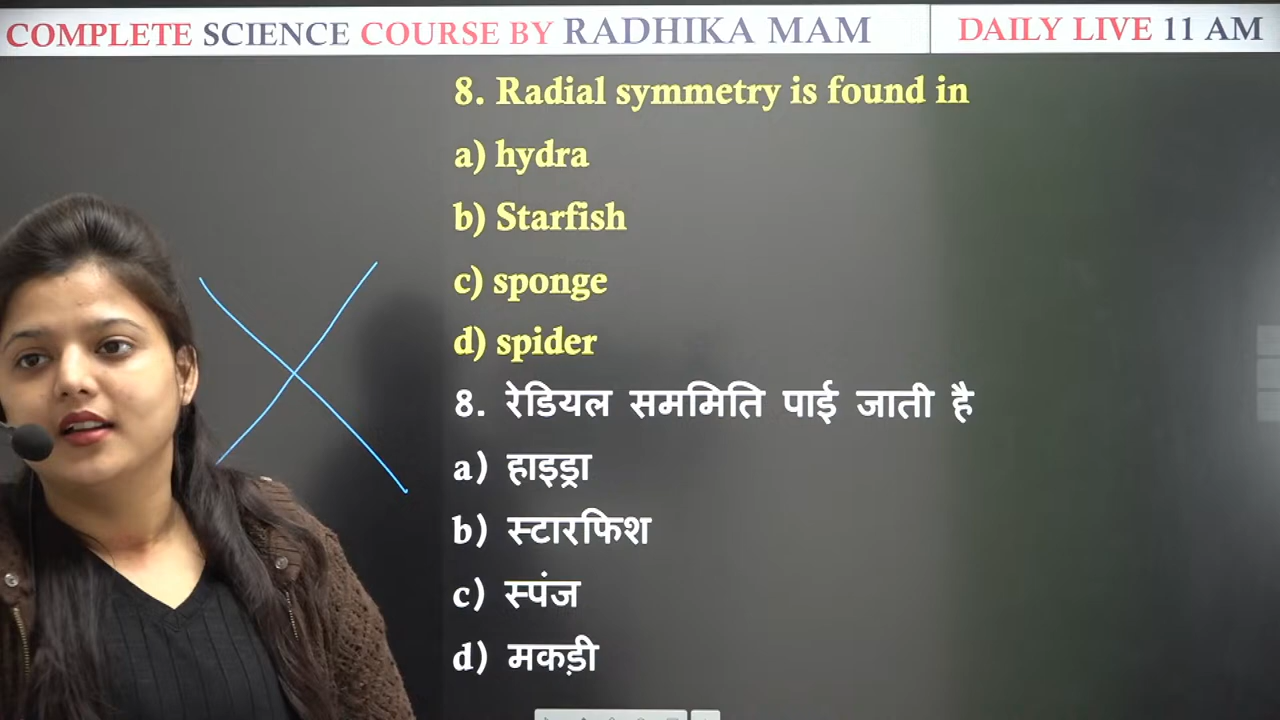 COMPLETE SCIENCE COURSE BY RADHIKA MAM
DAILY LIVE 11 AM
8. Radial symmetry is found in
a) hydra
b) Starfish
c) sponge
d) spider
8. रेडियल सममिति पाई जाती है
a) हाइड्रा
b) स्टारफिश
c) स्पंज
d) मकड़ी